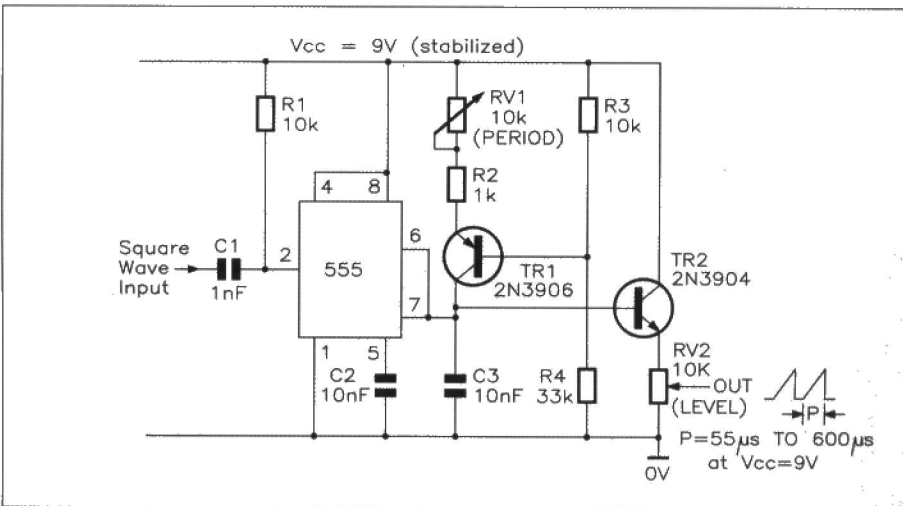 Vcc = 9V (stabilized)
R1
10k
RV1
10k
(PERIOD)
R3
10k
R2
1k
4
8
Square
Wave
Input
C1
1nF
2
555
6
7
TR1
2N3906
TR2
2N3904
1
5
C2
10nF
C3
10nF
R4
33k
RV2
10K
OUT
(LEVEL)
P
P=55µs TO 600µs
at Vcc=9V
0V